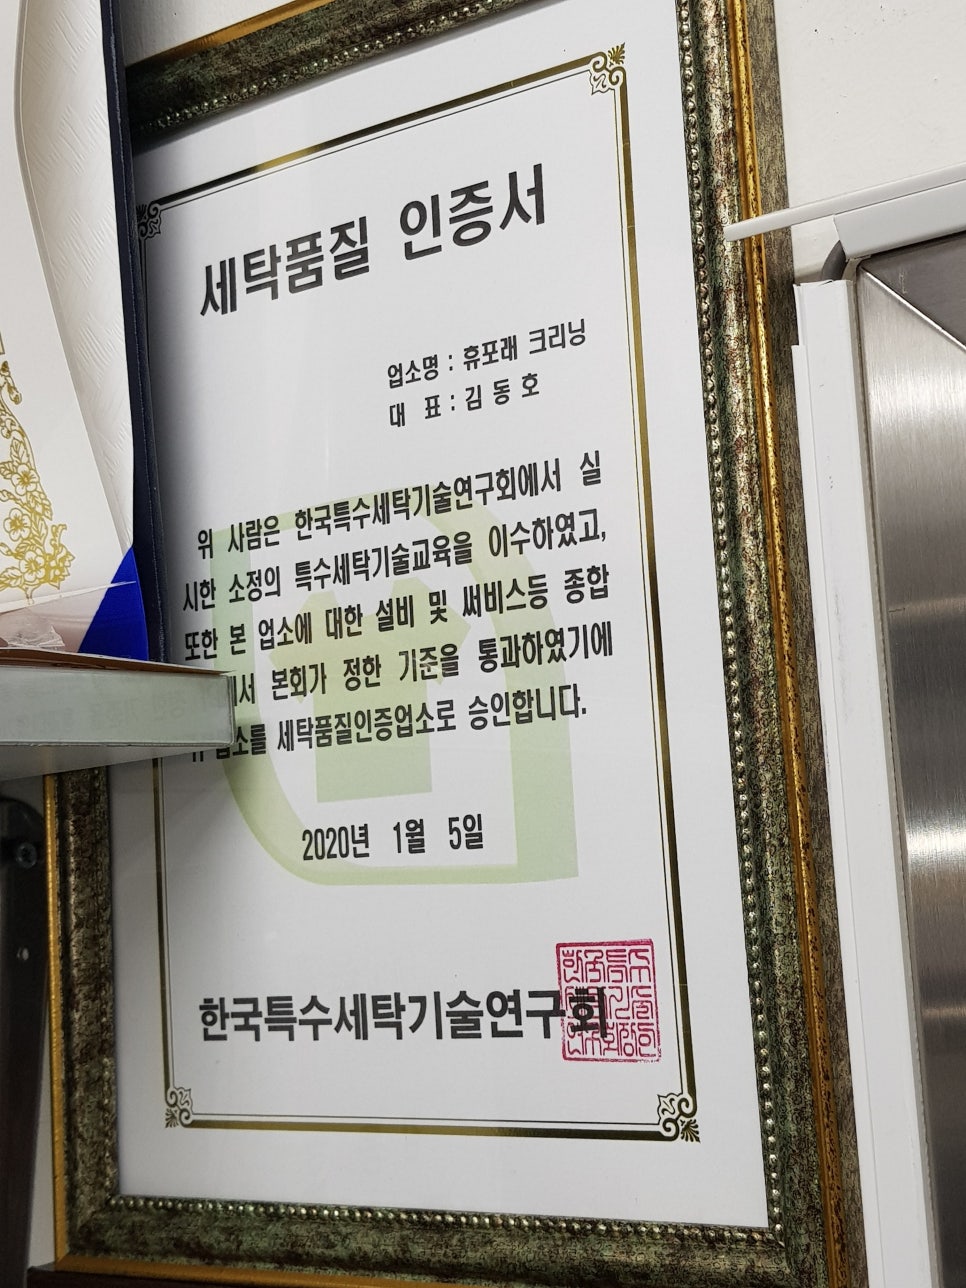 세탁품질 인증서
업소명 : 휴포래 크리닝
대 표 : 김 동 호
위 사람은 한국특수세탁기술연구회에서 실
시한 소정의 특수세탁기술교육을 이수하였고,
또한 본 업소에 대한 설비 및 써비스등 종합
본회가 정한 기준을 통과하였기에
세탁품질인증업소로 승인합니다.
2020년 1월 5일
한국특수세탁기술연구회